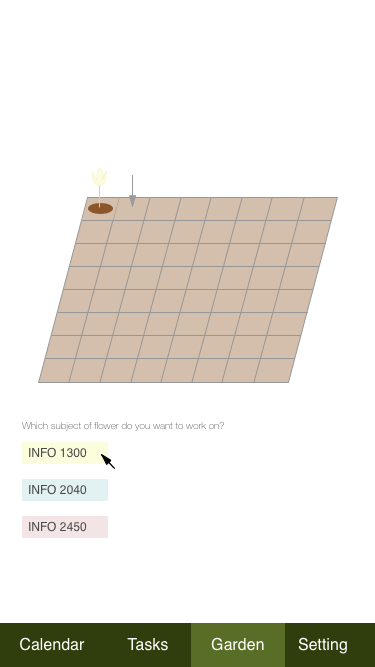 Which subject of flower do you want to work on?
INFO 1300
INFO 2040
INFO 2450
Calendar Tasks Garden Setting